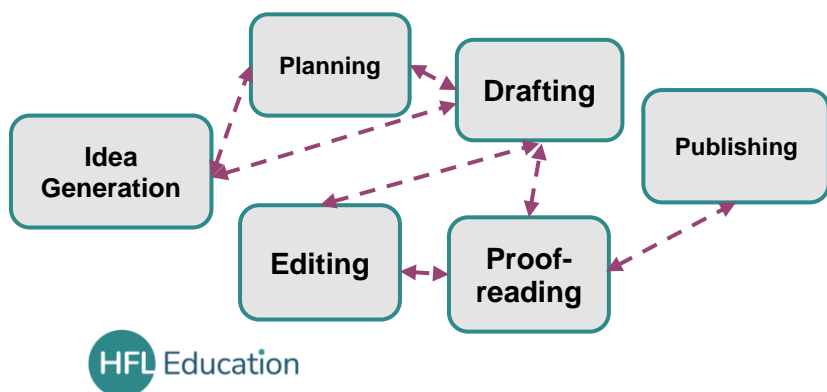 Planning
Drafting
Publishing
Idea
Generation
Editing
Proof-
reading
HFL Education